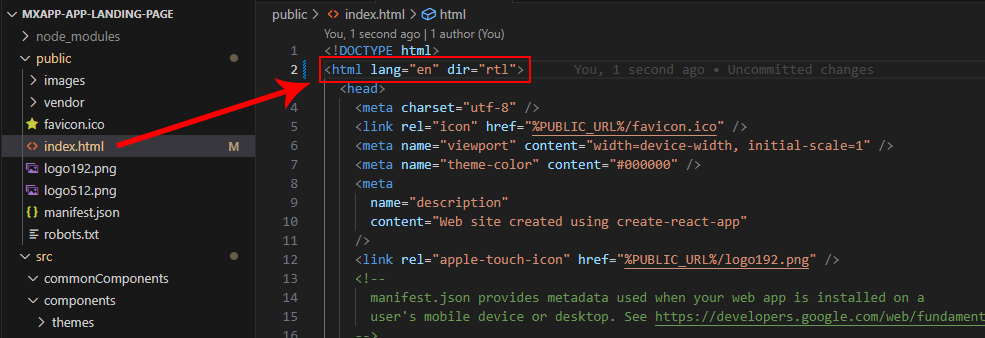 MXAPP-APP-LANDING-PAGE
node_modules
public
images
vendor
favicon.ico
index.html M
logo192.png
logo512.png
manifest.json
robots.txt
src
commonComponents
components
themes
public > index.html > html
You, 1 second ago | 1 author (You)
1 <!DOCTYPE html>
2 <html lang="en" dir="rtl"> You, 1 second ago • Uncommitted changes
<head>
4 <meta charset="utf-8" />
5 <link rel="icon" href="%PUBLIC_URL%/favicon.ico" />
6 <meta name="viewport" content="width=device-width, initial-scale=1" />
7 <meta name="theme-color" content="#000000" />
8 <meta
9 name="description"
10 content="Web site created using create-react-app"
11 />
12 <link rel="apple-touch-icon" href="%PUBLIC_URL%/logo192.png" />
13 <!--
14 manifest.json provides metadata used when your web app is installed on a
15 user's mobile device or desktop. See https://developers.google.com/web/fundament
16 -->